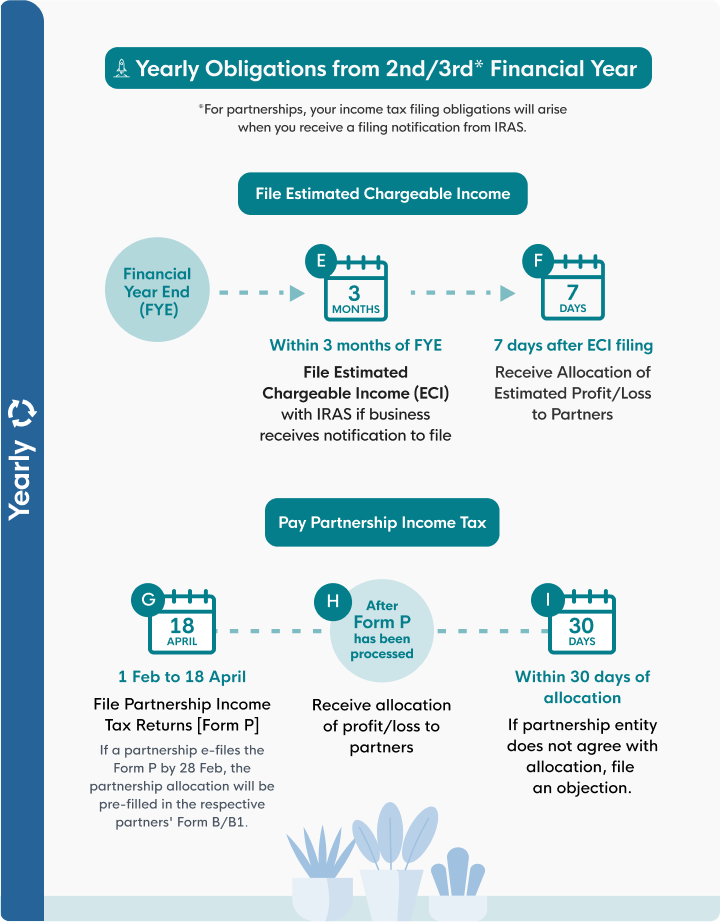 Yearly
Yearly Obligations from 2nd/3rd* Financial Year
*For partnerships, your income tax filing obligations will arise
when you receive a filing notification from IRAS.
File Estimated Chargeable Income
Financial
Year End
(FYE)
E
3
MONTHS
Within 3 months of FYE
File Estimated
Chargeable Income (ECI)
with IRAS if business
receives notification to file
F
7
DAYS
7 days after ECI filing
Receive Allocation of
Estimated Profit/Loss
to Partners
Pay Partnership Income Tax
G
18
APRIL
1 Feb to 18 April
File Partnership Income
Tax Returns [Form P]
If a partnership e-files the
Form P by 28 Feb, the
partnership allocation will be
pre-filled in the respective
partners' Form B/B1.
H
After
Form P
has been
processed
Receive allocation
of profit/loss to
partners
I
30
DAYS
Within 30 days of
allocation
If partnership entity
does not agree with
allocation, file
an objection.